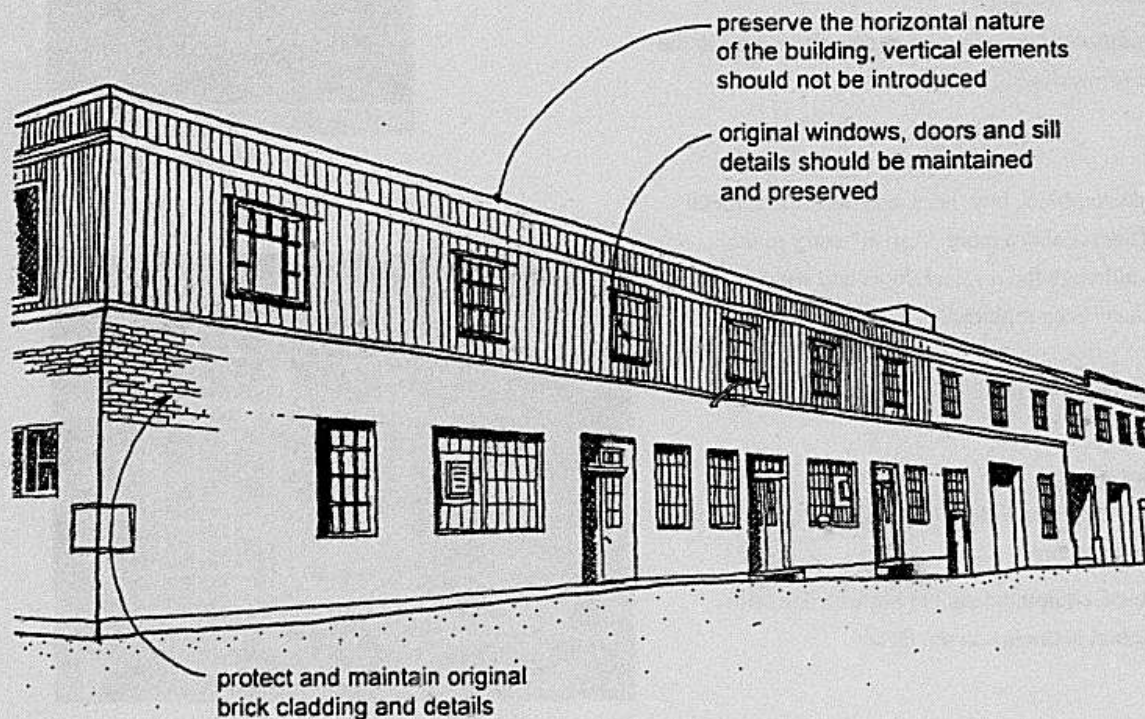 preserve the horizontal nature
of the building, vertical elements
should not be introduced
original windows, doors and sill
details should be maintained
and preserved
protect and maintain original
brick cladding and details